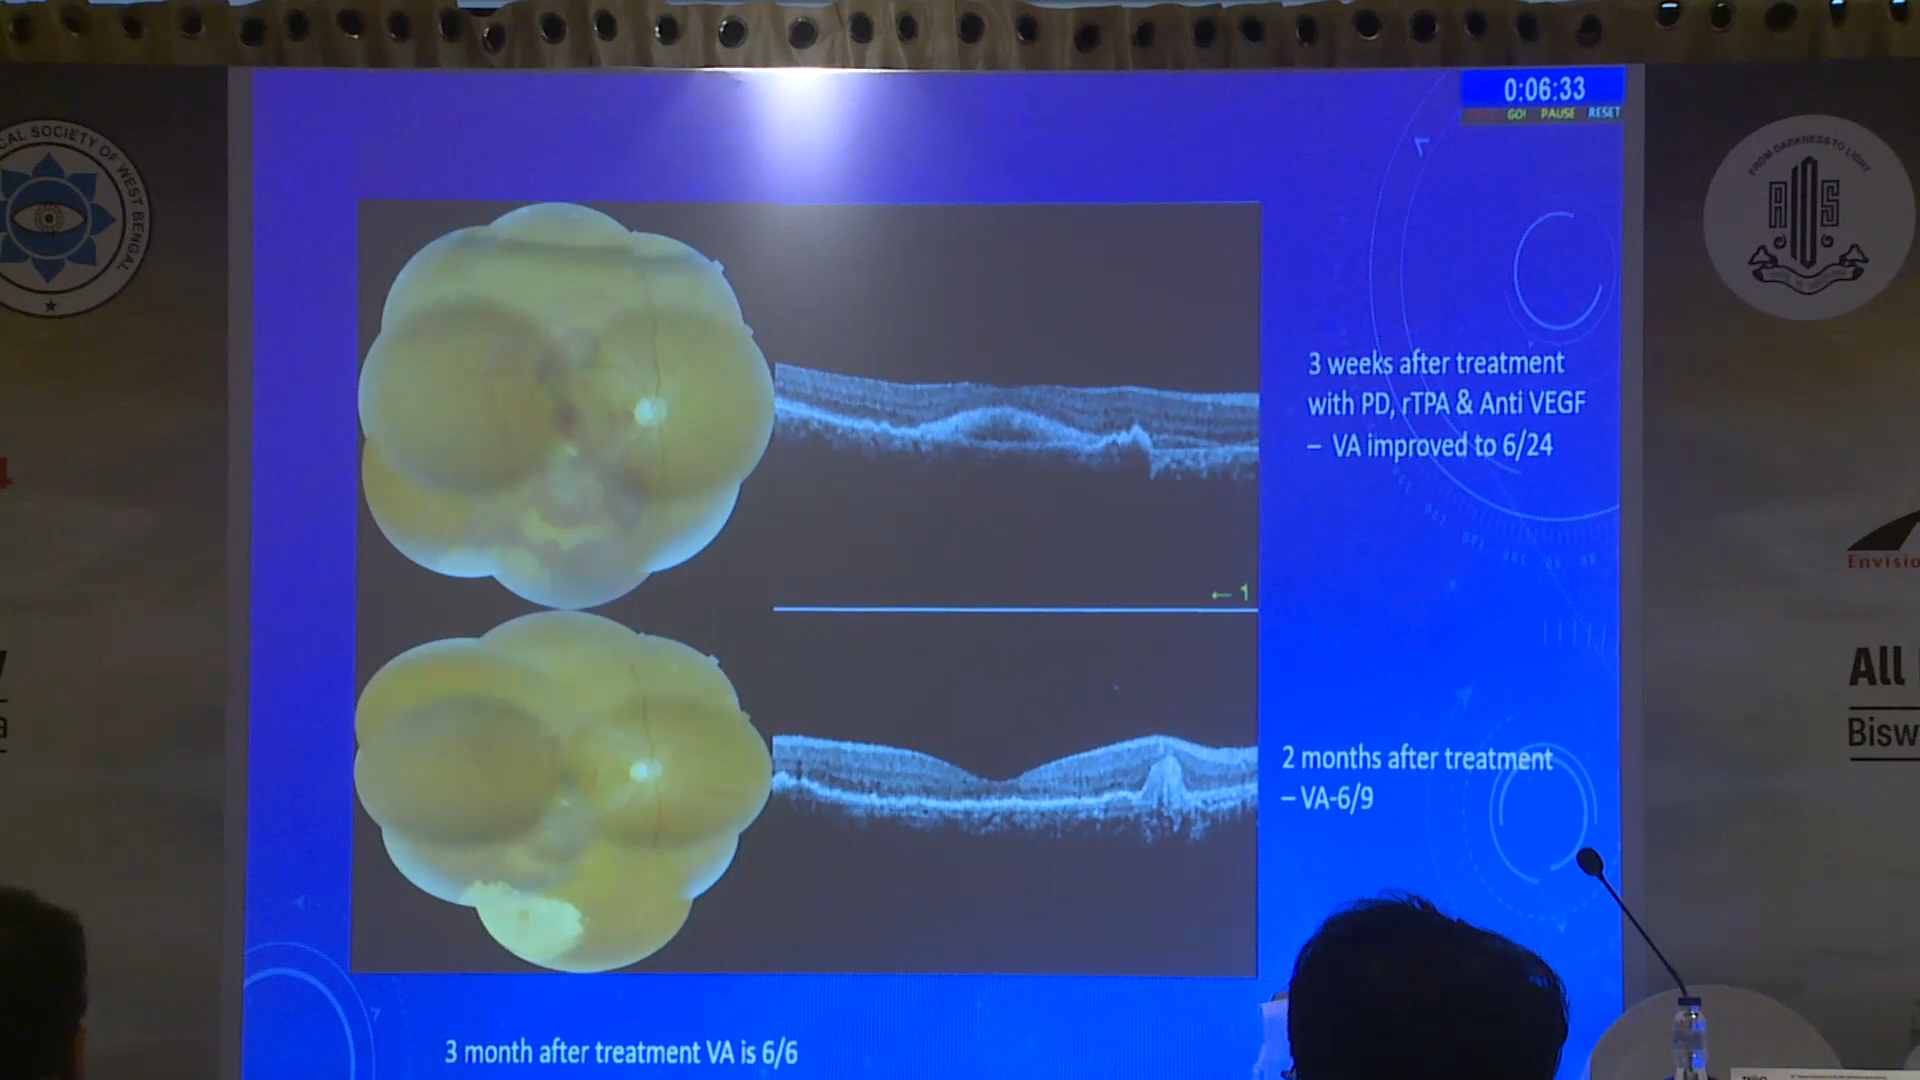 0:06:33
GO! PAUSE RESET
CAL SOCIETY OF WEST BENGAL
FROM DARKNESS TO LIGHT
AIIS
3 weeks after treatment
with PD, rTPA & Anti VEGF
– VA improved to 6/24
← 1
Envisio
All
Bisw
2 months after treatment
– VA-6/9
3 month after treatment VA is 6/6